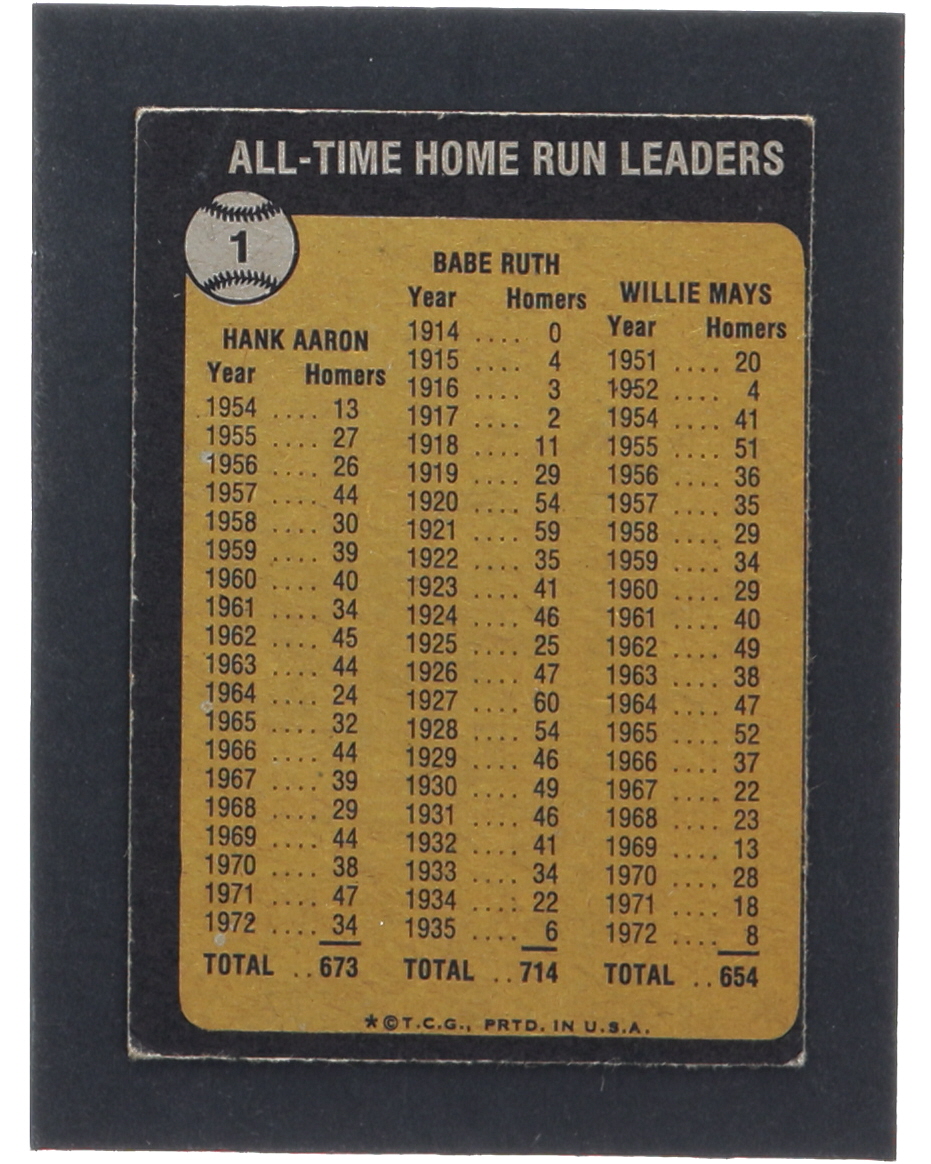 ALL-TIME HOME RUN LEADERS
1
HANK AARON
Year Homers
1954 .... 13
1955 .... 27
1956 .... 26
1957 .... 44
1958 .... 30
1959 .... 39
1960 .... 40
1961 .... 34
1962 .... 45
1963 .... 44
1964 .... 24
1965 .... 32
1966 .... 44
1967 .... 39
1968 .... 29
1969 .... 44
1970 .... 38
1971 .... 47
1972 .... 34
TOTAL .. 673
BABE RUTH
Year Homers
1914 .... 0
1915 .... 4
1916 .... 3
1917 .... 2
1918 .... 11
1919 .... 29
1920 .... 54
1921 .... 59
1922 .... 35
1923 .... 41
1924 .... 46
1925 .... 25
1926 .... 47
1927 .... 60
1928 .... 54
1929 .... 46
1930 .... 49
1931 .... 46
1932 .... 41
1933 .... 34
1934 .... 22
1935 .... 6
TOTAL .. 714
WILLIE MAYS
Year Homers
1951 .... 20
1952 .... 4
1954 .... 41
1955 .... 51
1956 .... 36
1957 .... 35
1958 .... 29
1959 .... 34
1960 .... 29
1961 .... 40
1962 .... 49
1963 .... 38
1964 .... 47
1965 .... 52
1966 .... 37
1967 .... 22
1968 .... 23
1969 .... 13
1970 .... 28
1971 .... 18
1972 .... 8
TOTAL .. 654
*©T.C.G., PRTD. IN U.S.A.